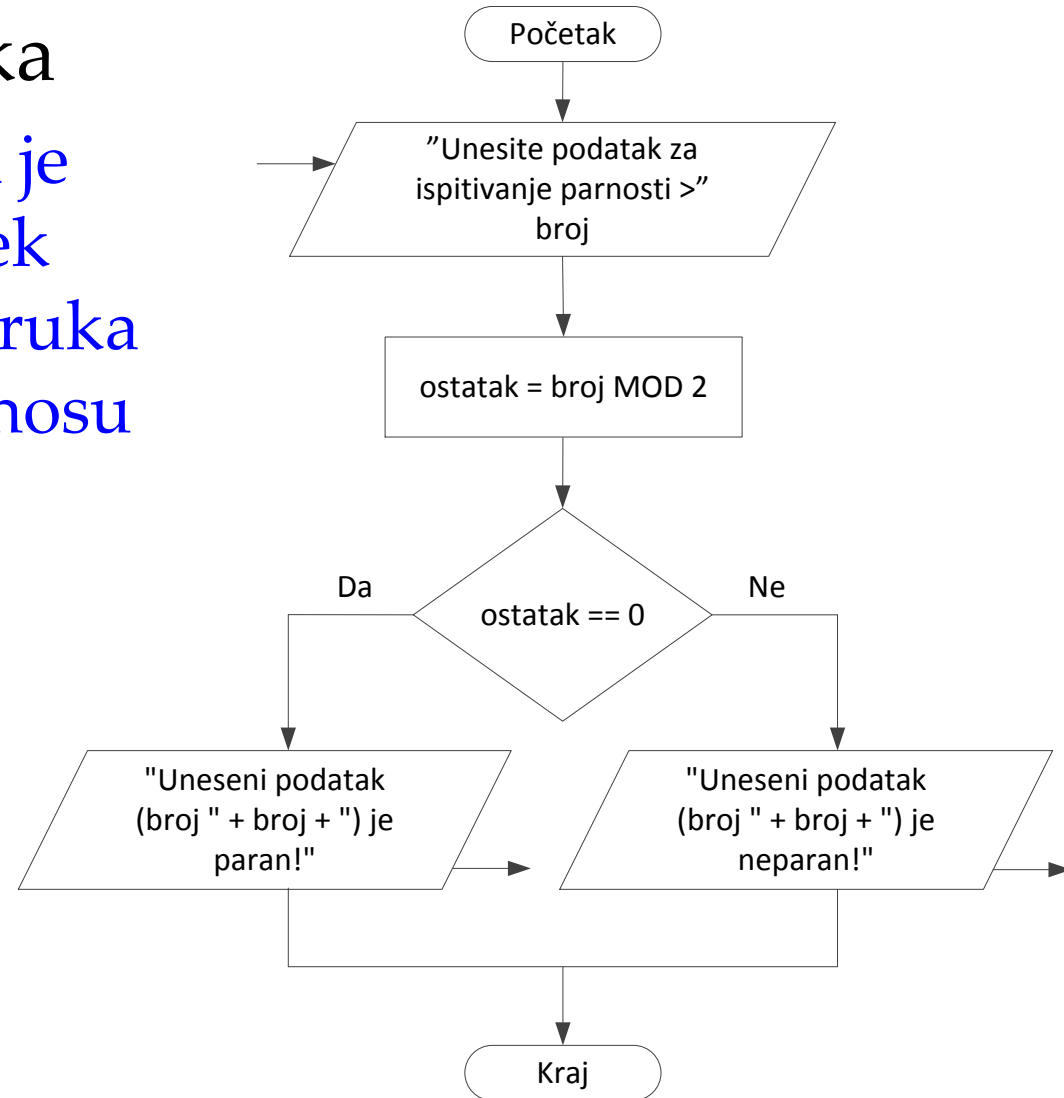 ka
je
ek
ruka
nosu
Početak
”Unesite podatak za
ispitivanje parnosti >”
broj
ostatak = broj MOD 2
Da
Ne
ostatak == 0
"Uneseni podatak
(broj " + broj + ") je
paran!"
"Uneseni podatak
(broj " + broj + ") je
neparan!"
Kraj